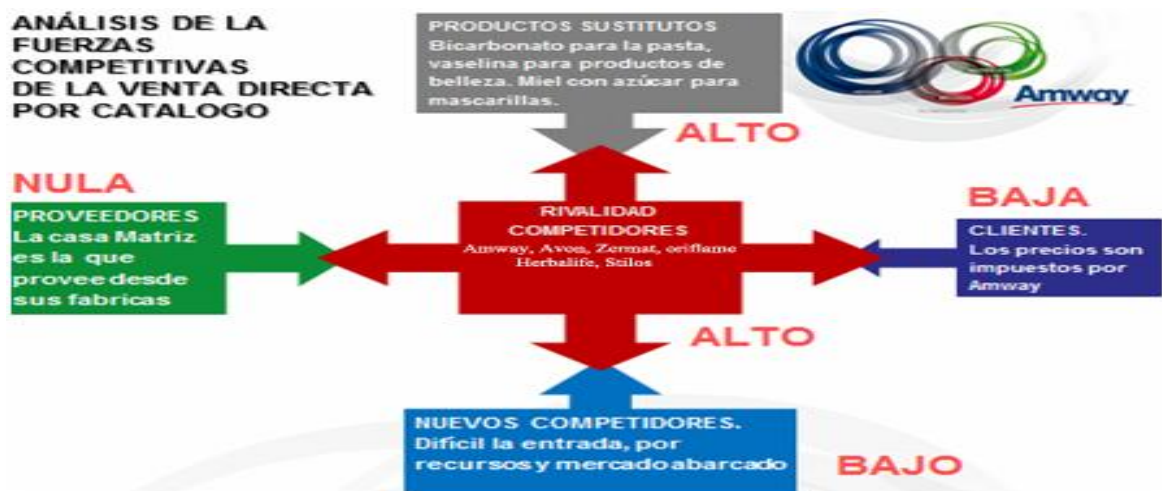 ANÁLISIS DE LA
FUERZAS
COMPETITIVAS
DE LA VENTA DIRECTA
POR CATALOGO
PRODUCTOS SUSTITUTOS
Bicarbonato para la pasta,
vaselina para productos de
belleza. Miel con azúcar para
mascarillas.
Amway
ALTO
NULA
PROVEEDORES
La casa Matriz
es la que
provee desde
sus fabricas
RIVALIDAD
COMPETIDORES
Amway, Avon, Zermat, oriflame
Herbalife, Stilos
BAJA
CLIENTES.
Los precios son
impuestos por
Amway
ALTO
NUEVOS COMPETIDORES.
Difícil la entrada, por
recursos y mercado abarcado
BAJO